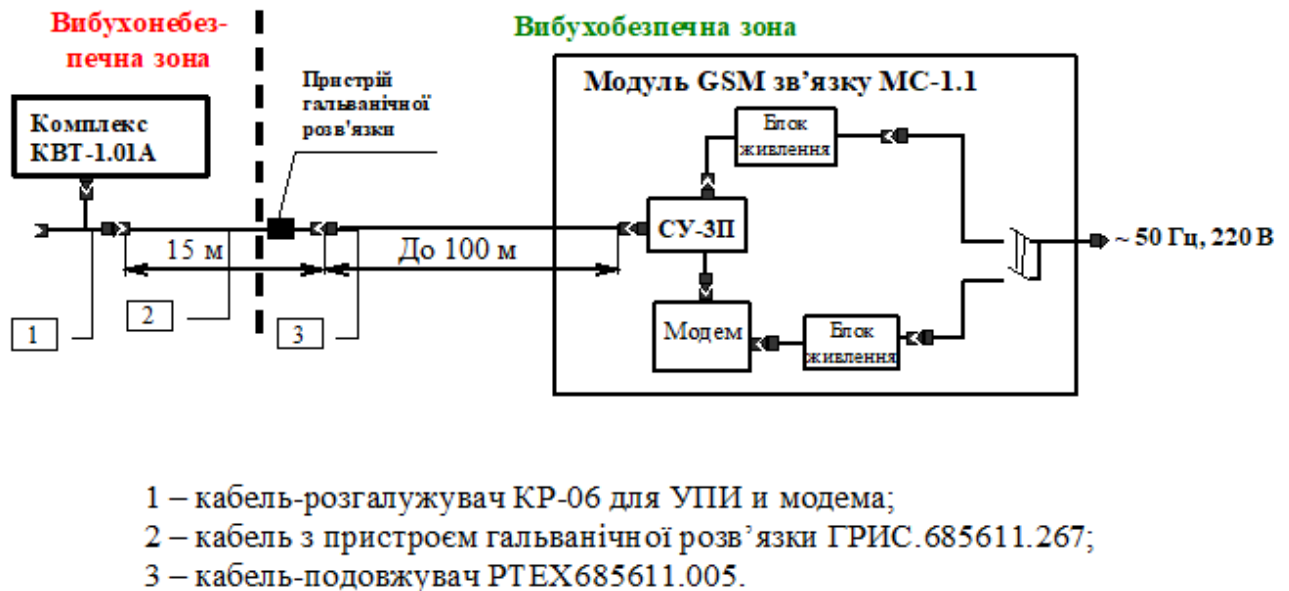 Вибухонебез-
печна зона
Вибухобезпечна зона
Пристрій
гальванічної
розв'язки
Модуль GSM зв’язку МС-1.1
Комплекс
КВТ-1.01А
Блок
живлення
СУ-3П
~ 50 Гц, 220 В
15 м
До 100 м
1
2
3
Модем
Блок
живлення
1 – кабель-розгалужувач КР-06 для УПИ и модема;
2 – кабель з пристроєм гальванічної розв’язки ГРИС.685611.267;
3 – кабель-подовжувач РТЕХ685611.005.